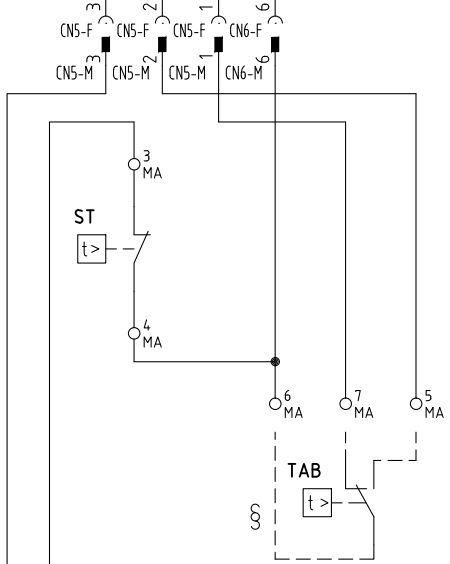 3 2 1 6
CN5-F CN5-F CN5-F CN6-F
3 2 1 6
CN5-M CN5-M CN5-M CN6-M
3
MA
ST
t>
4
MA
6 7 5
MA MA MA
TAB
t>
§§